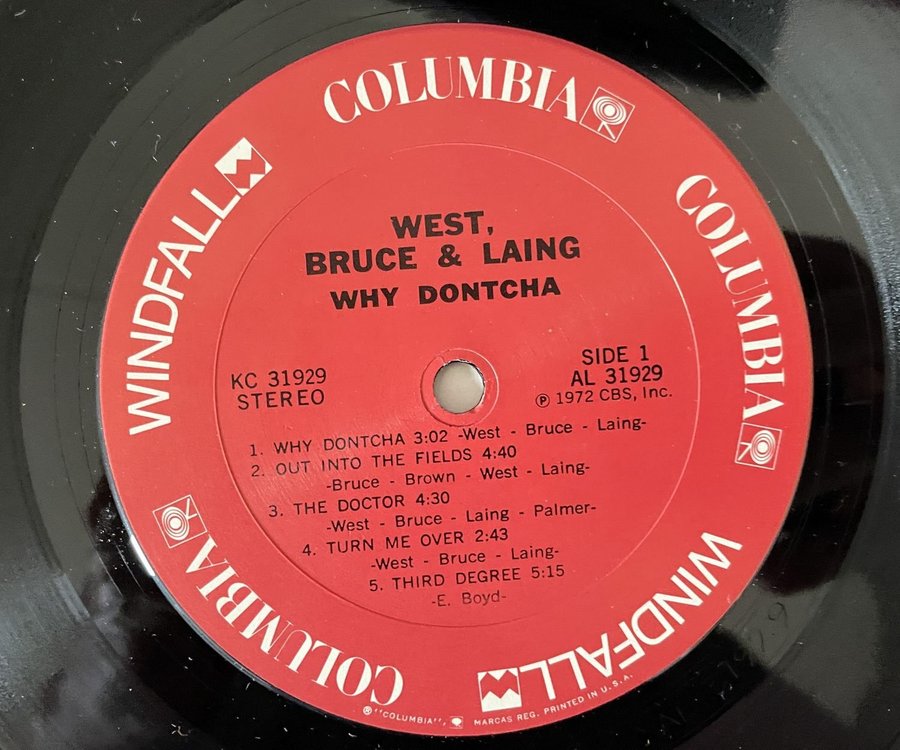 COLUMBIA
COLUMBIA
WINDFALL
COLUMBIA
COLUMBIA
WINDFALL
WEST,
BRUCE & LAING
WHY DONTCHA
KC 31929
STEREO
SIDE 1
AL 31929
Ⓟ 1972 CBS, Inc.
1. WHY DONTCHA 3:02 -West - Bruce - Laing-
2. OUT INTO THE FIELDS 4:40
-Bruce - Brown - West - Laing-
3. THE DOCTOR 4:30
-West - Bruce - Laing - Palmer-
4. TURN ME OVER 2:43
-West - Bruce - Laing-
5. THIRD DEGREE 5:15
-E. Boyd-
® "COLUMBIA", MARCAS REG. PRINTED IN U.S.A.